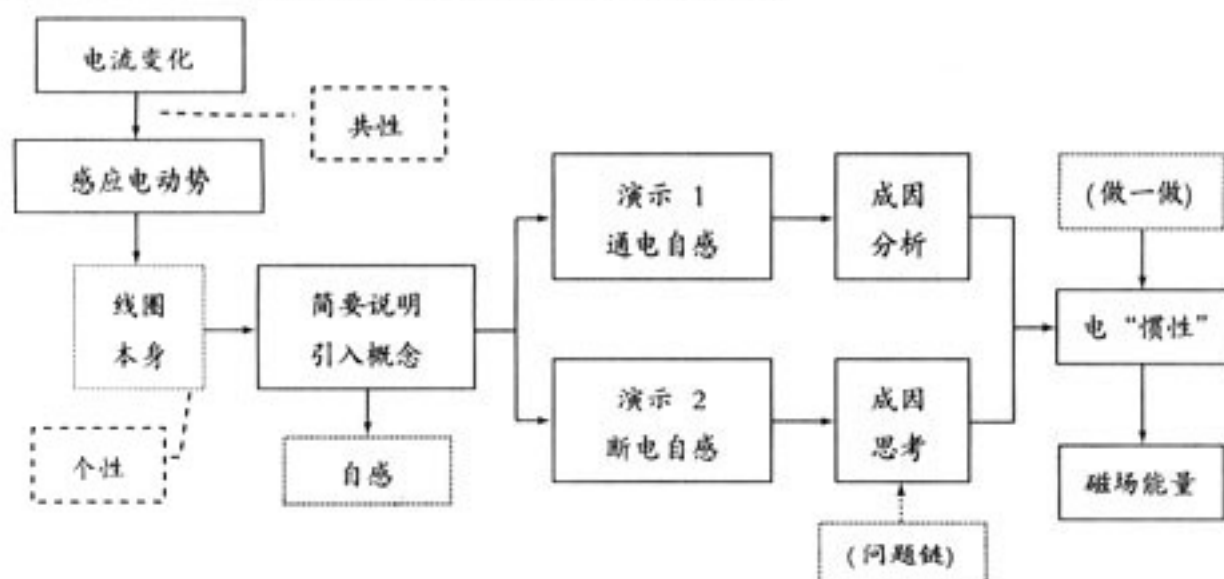 电流变化
共性
感应电动势
线圈
本身
个性
简要说明
引入概念
自感
演示 1
通电自感
成因
分析
演示 2
断电自感
成因
思考
(问题链)
(做一做)
电“惯性”
磁场能量